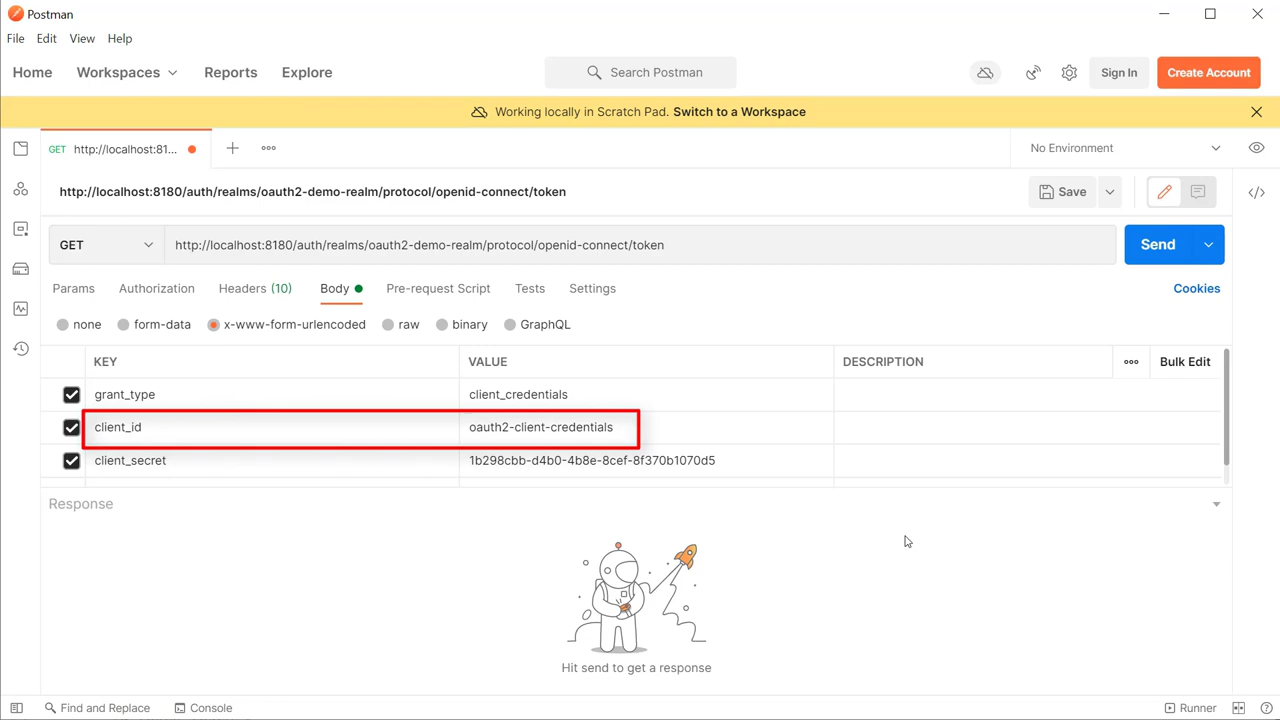 Postman
File Edit View Help
Home Workspaces Reports Explore Search Postman Sign In Create Account
Working locally in Scratch Pad. Switch to a Workspace
GET http://localhost:81... No Environment
http://localhost:8180/auth/realms/oauth2-demo-realm/protocol/openid-connect/token Save
GET http://localhost:8180/auth/realms/oauth2-demo-realm/protocol/openid-connect/token Send
Params Authorization Headers (10) Body Pre-request Script Tests Settings Cookies
none form-data x-www-form-urlencoded raw binary GraphQL
KEY VALUE DESCRIPTION Bulk Edit
grant_type client_credentials
client_id oauth2-client-credentials
client_secret 1b298cbb-d4b0-4b8e-8cef-8f370b1070d5
Response
Hit send to get a response
Find and Replace Console Runner